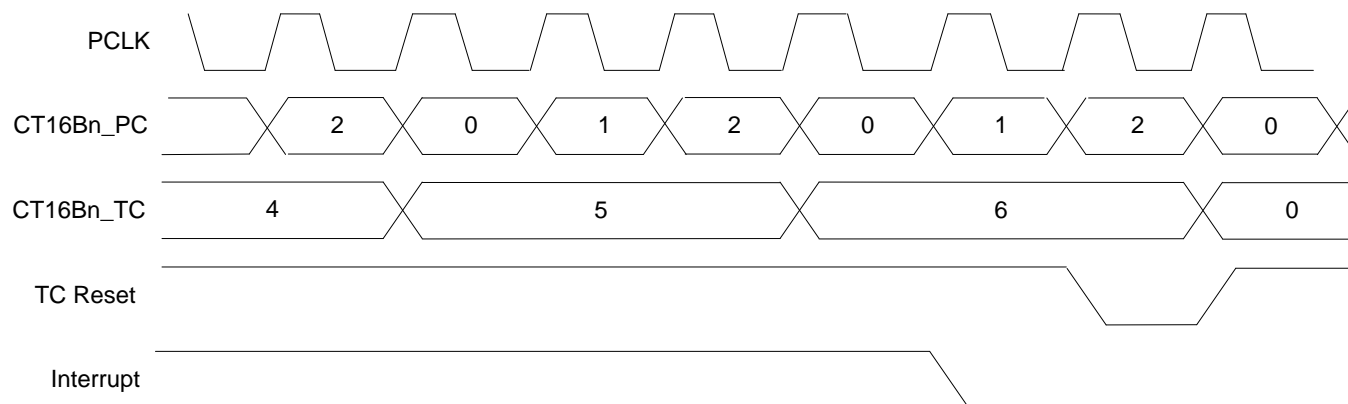 PCLK
CT16Bn_PC 2 0 1 2 0 1 2 0
CT16Bn_TC 4 5 6 0
TC Reset
Interrupt